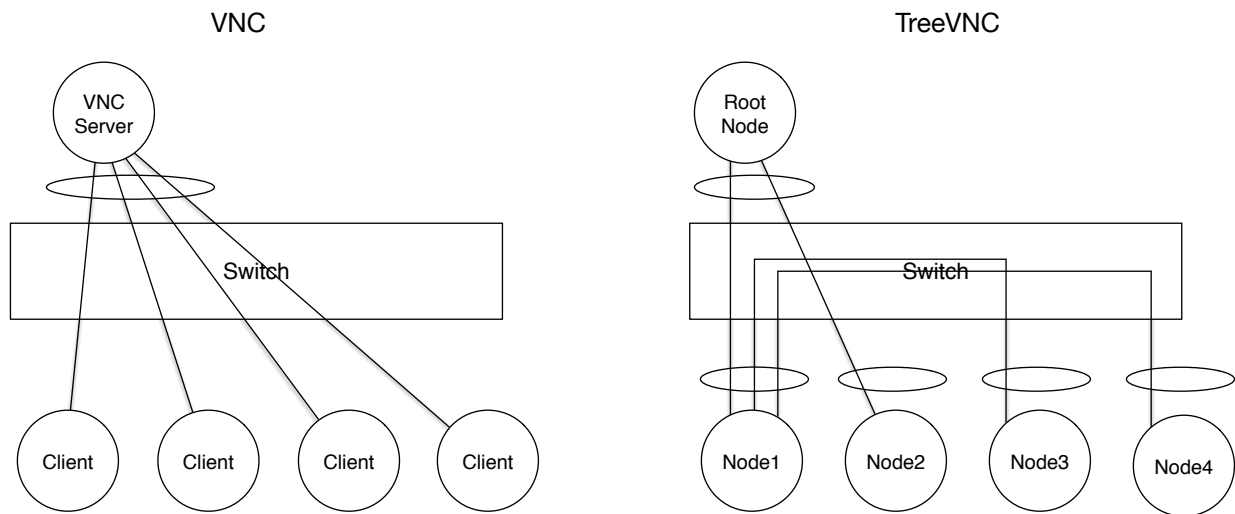 VNC
TreeVNC
VNC
Server
Root
Node
Switch
Switch
Client
Client
Client
Client
Node1
Node2
Node3
Node4